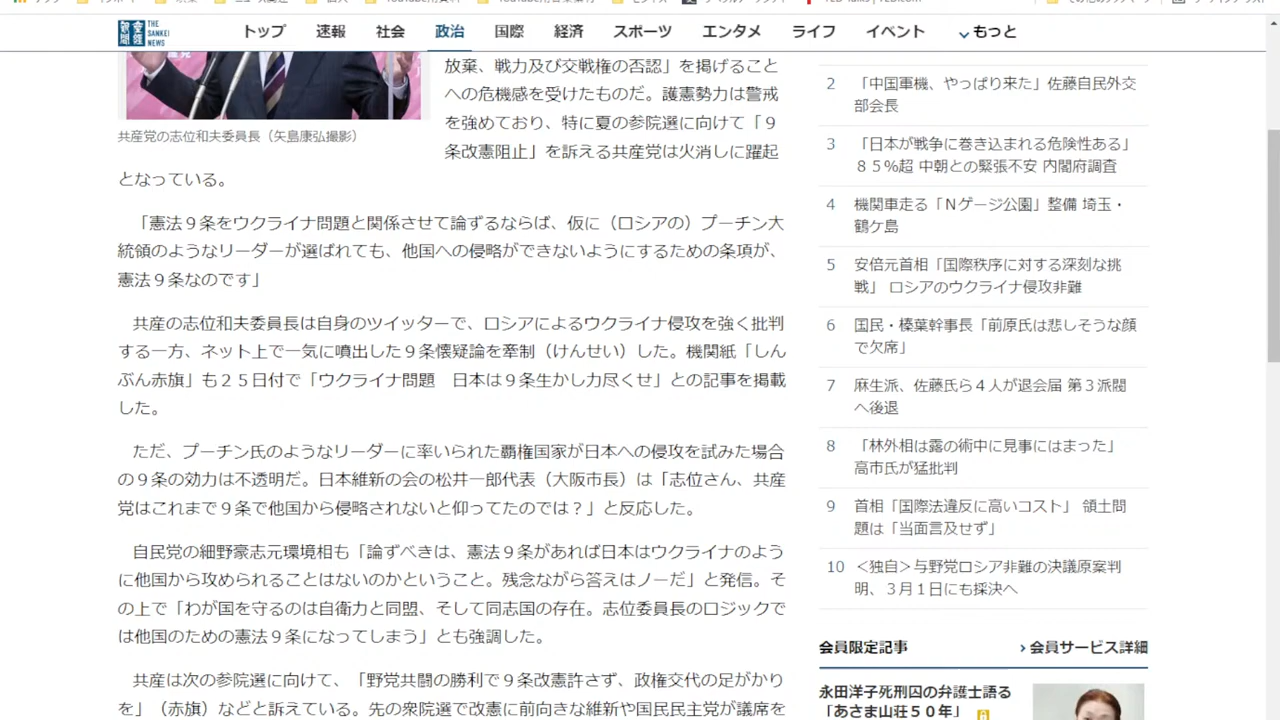 THE SANKEI NEWS
産経新聞
トップ 速報 社会 政治 国際 経済 スポーツ エンタメ ライフ イベント もっと
共産党の志位和夫委員長（矢島康弘撮影）
放棄、戦力及び交戦権の否認」を掲げること
への危機感を受けたものだ。護憲勢力は警戒
を強めており、特に夏の参院選に向けて「９
条改憲阻止」を訴える共産党は火消しに躍起
となっている。
「憲法９条をウクライナ問題と関係させて論ずるならば、仮に（ロシアの）プーチン大
統領のようなリーダーが選ばれても、他国への侵略ができないようにするための条項が、
憲法９条なのです」
共産の志位和夫委員長は自身のツイッターで、ロシアによるウクライナ侵攻を強く批判
する一方、ネット上で一気に噴出した９条懐疑論を牽制（けんせい）した。機関紙「しん
ぶん赤旗」も２５日付で「ウクライナ問題　日本は９条生かし力尽くせ」との記事を掲載
した。
ただ、プーチン氏のようなリーダーに率いられた覇権国家が日本への侵攻を試みた場合
の９条の効力は不透明だ。日本維新の会の松井一郎代表（大阪市長）は「志位さん、共産
党はこれまで９条で他国から侵略されないと仰ってたのでは？」と反応した。
自民党の細野豪志元環境相も「論ずべきは、憲法９条があれば日本はウクライナのよう
に他国から攻められることはないのかということ。残念ながら答えはノーだ」と発信。そ
の上で「わが国を守るのは自衛力と同盟、そして同志国の存在。志位委員長のロジックで
は他国のための憲法９条になってしまう」とも強調した。
共産は次の参院選に向けて、「野党共闘の勝利で９条改憲許さず、政権交代の足がかり
を」（赤旗）などと訴えている。先の衆院選で改憲に前向きな維新や国民民主党が議席を
2 「中国軍機、やっぱり来た」佐藤自民外交
部会長
3 「日本が戦争に巻き込まれる危険性ある」
８５％超 中朝との緊張不安 内閣府調査
4 機関車走る「Ｎゲージ公園」整備 埼玉・
鶴ケ島
5 安倍元首相「国際秩序に対する深刻な挑
戦」 ロシアのウクライナ侵攻非難
6 国民・榛葉幹事長「前原氏は悲しそうな顔
で欠席」
7 麻生派、佐藤氏ら４人が退会届 第３派閥
へ後退
8 「林外相は露の術中に見事にはまった」
高市氏が猛批判
9 首相「国際法違反に高いコスト」 領土問
題は「当面言及せず」
10 ＜独自＞与野党ロシア非難の決議原案判
明、３月１日にも採決へ
会員限定記事 › 会員サービス詳細
永田洋子死刑囚の弁護士語る
「あさま山荘５０年」